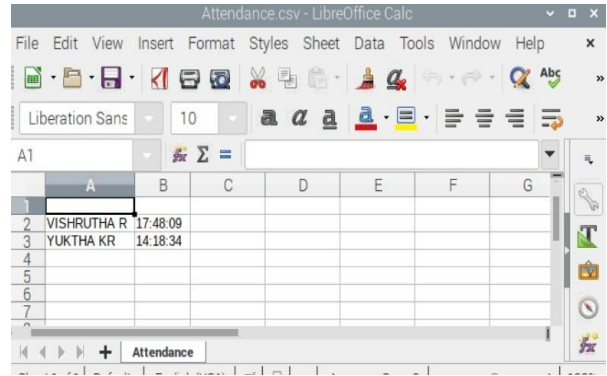 Attendance.csv - LibreOffice Calc
File Edit View Insert Format Styles Sheet Data Tools Window Help
Abc
Liberation Sans 10 a a a a
A1 Σ =
A B C D E F G
1
2 VISHRUTHA R 17:48:09
3 YUKTHA KR 14:18:34
4
5
6
7
Attendance